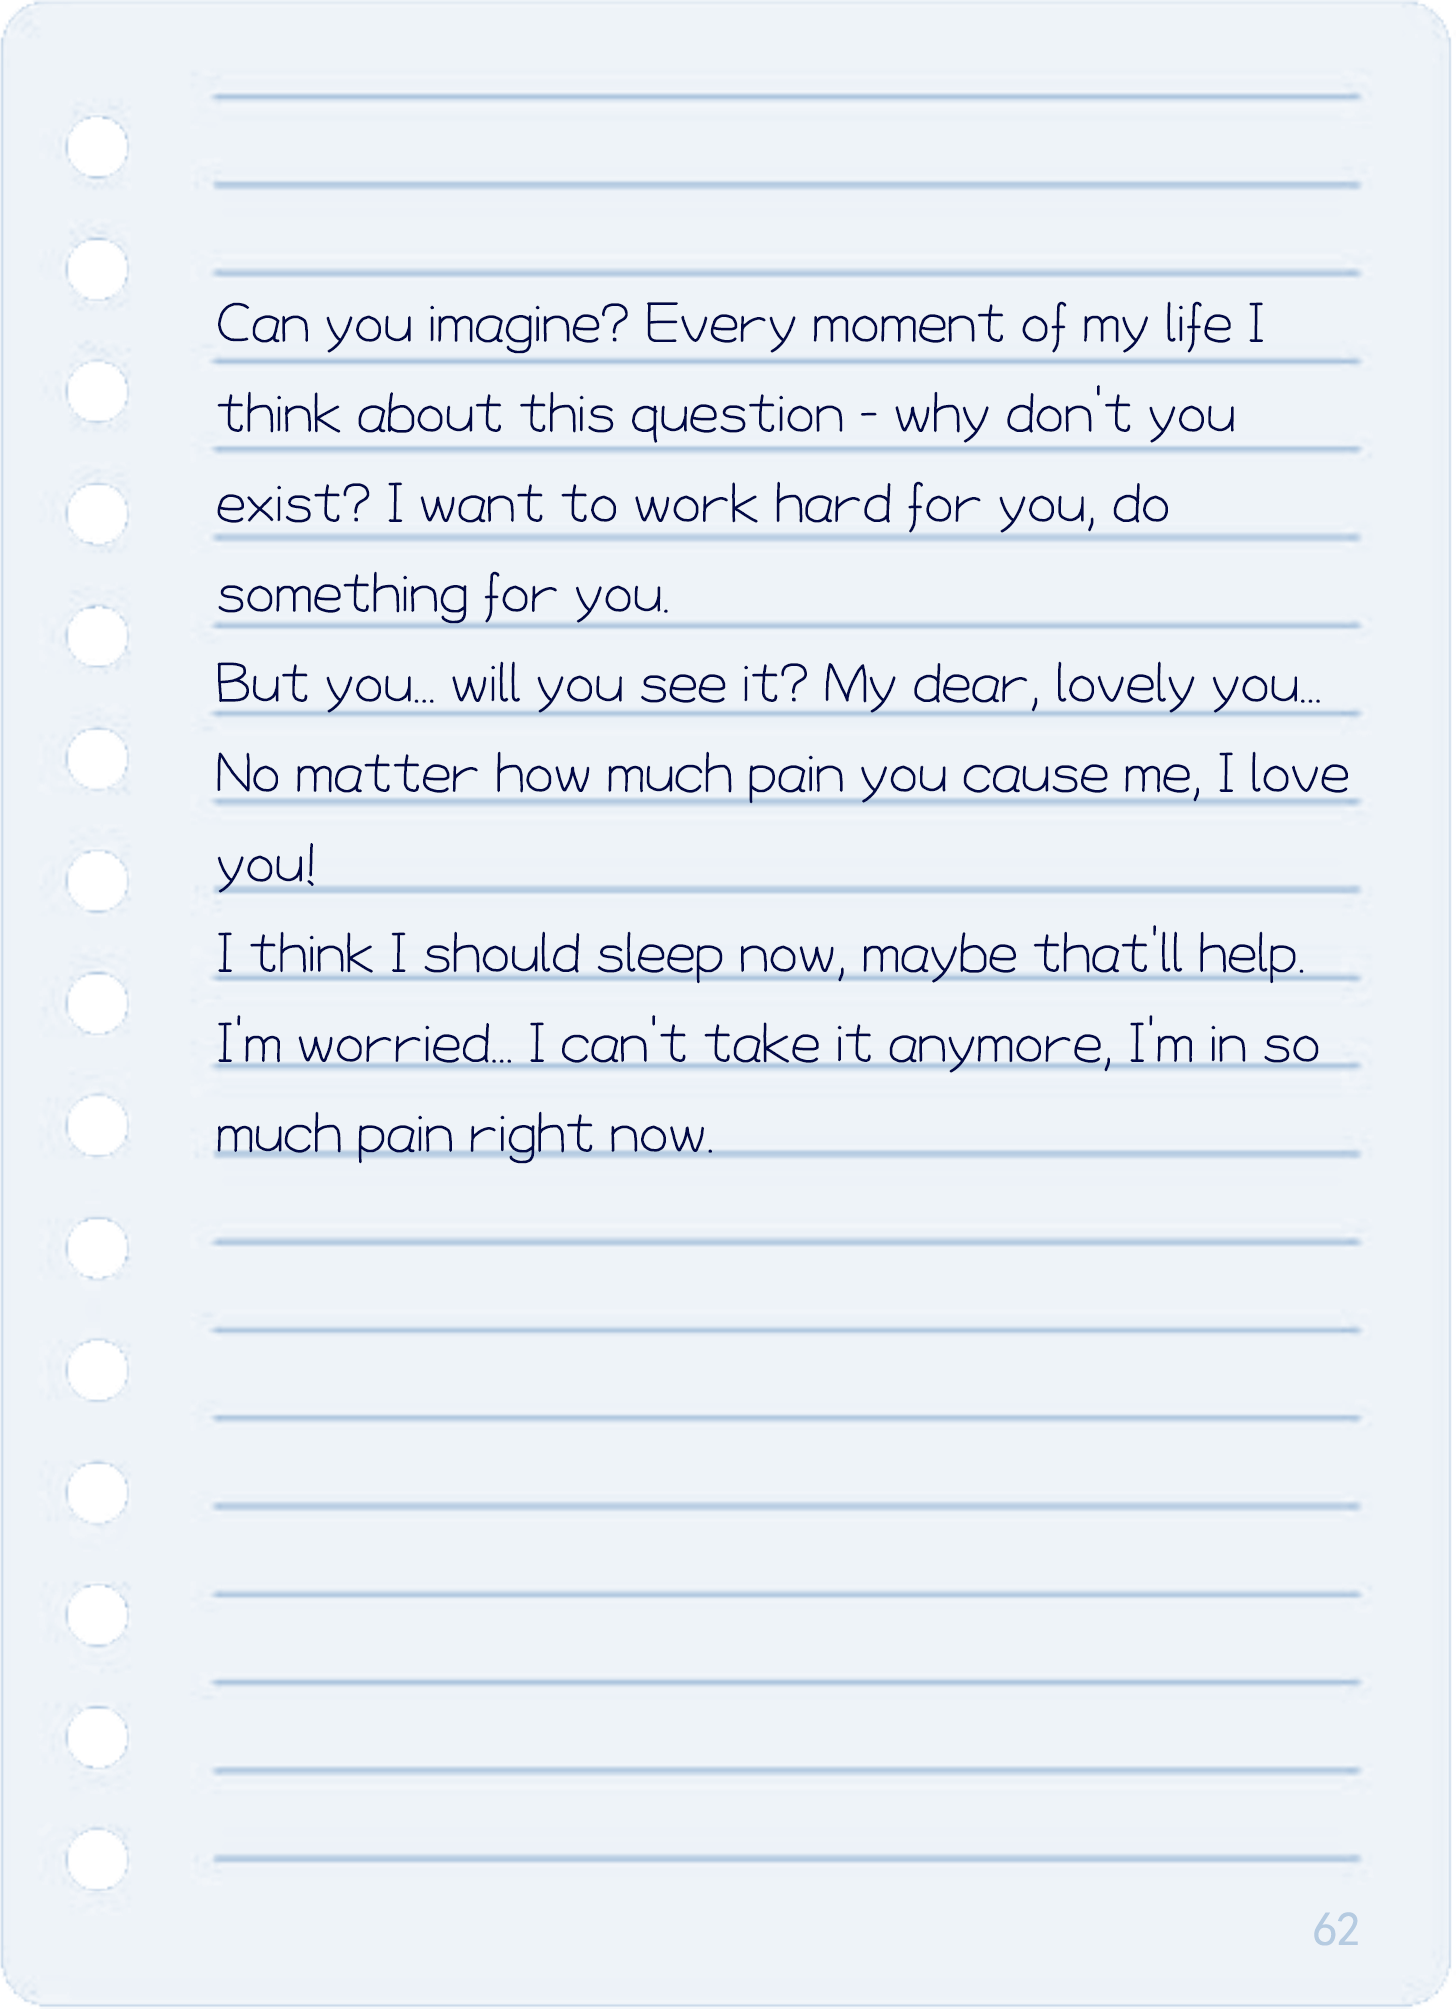 Can you imagine? Every moment of my life I
think about this question - why don't you
exist? I want to work hard for you, do
something for you.
But you... will you see it? My dear, lovely you...
No matter how much pain you cause me, I love
you!
I think I should sleep now, maybe that'll help.
I'm worried... I can't take it anymore, I'm in so
much pain right now.
62